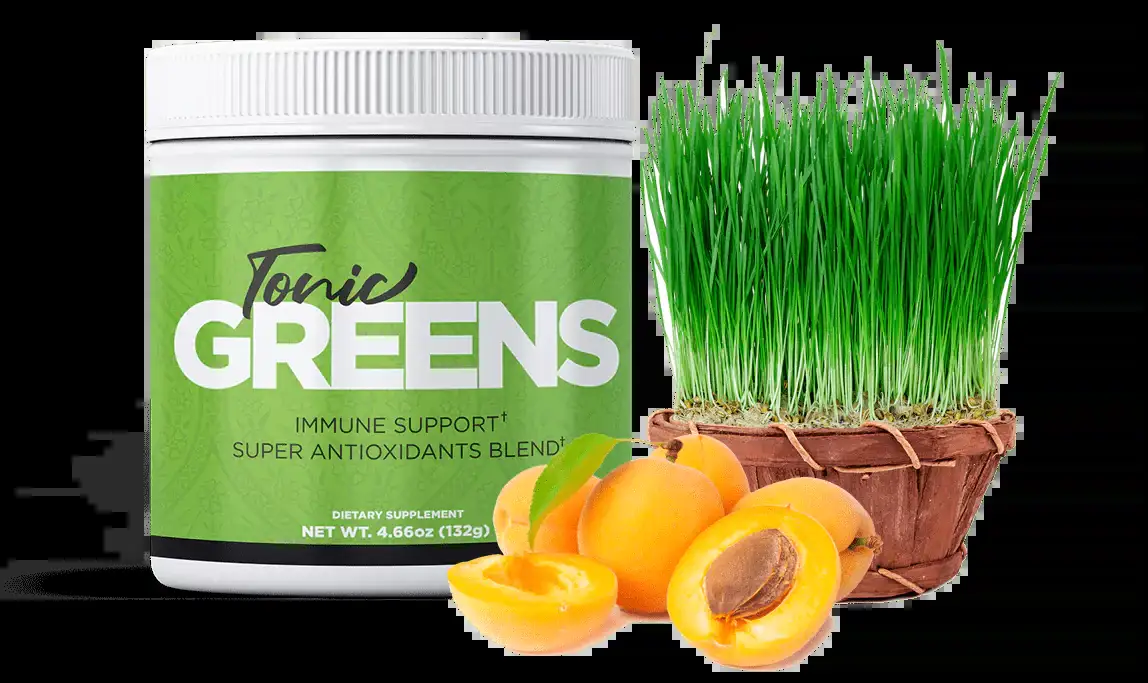 Tonic
GREENS
IMMUNE SUPPORT†
SUPER ANTIOXIDANTS BLEND†
DIETARY SUPPLEMENT
NET WT. 4.66oz (132g)